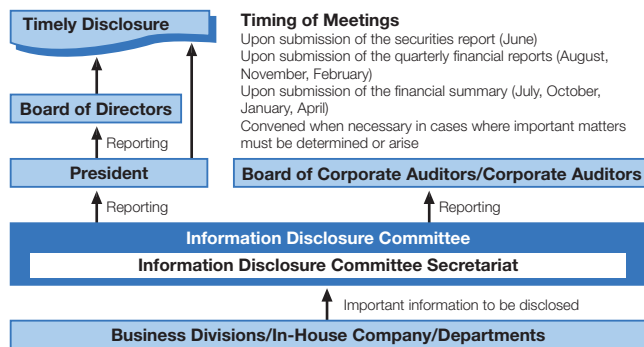 Timely Disclosure
Timing of Meetings
Upon submission of the securities report (June)
Upon submission of the quarterly financial reports (August,
November, February)
Upon submission of the financial summary (July, October,
January, April)
Convened when necessary in cases where important matters
must be determined or arise
Board of Directors
Reporting
President
Board of Corporate Auditors/Corporate Auditors
Reporting
Reporting
Information Disclosure Committee
Information Disclosure Committee Secretariat
Important information to be disclosed
Business Divisions/In-House Company/Departments